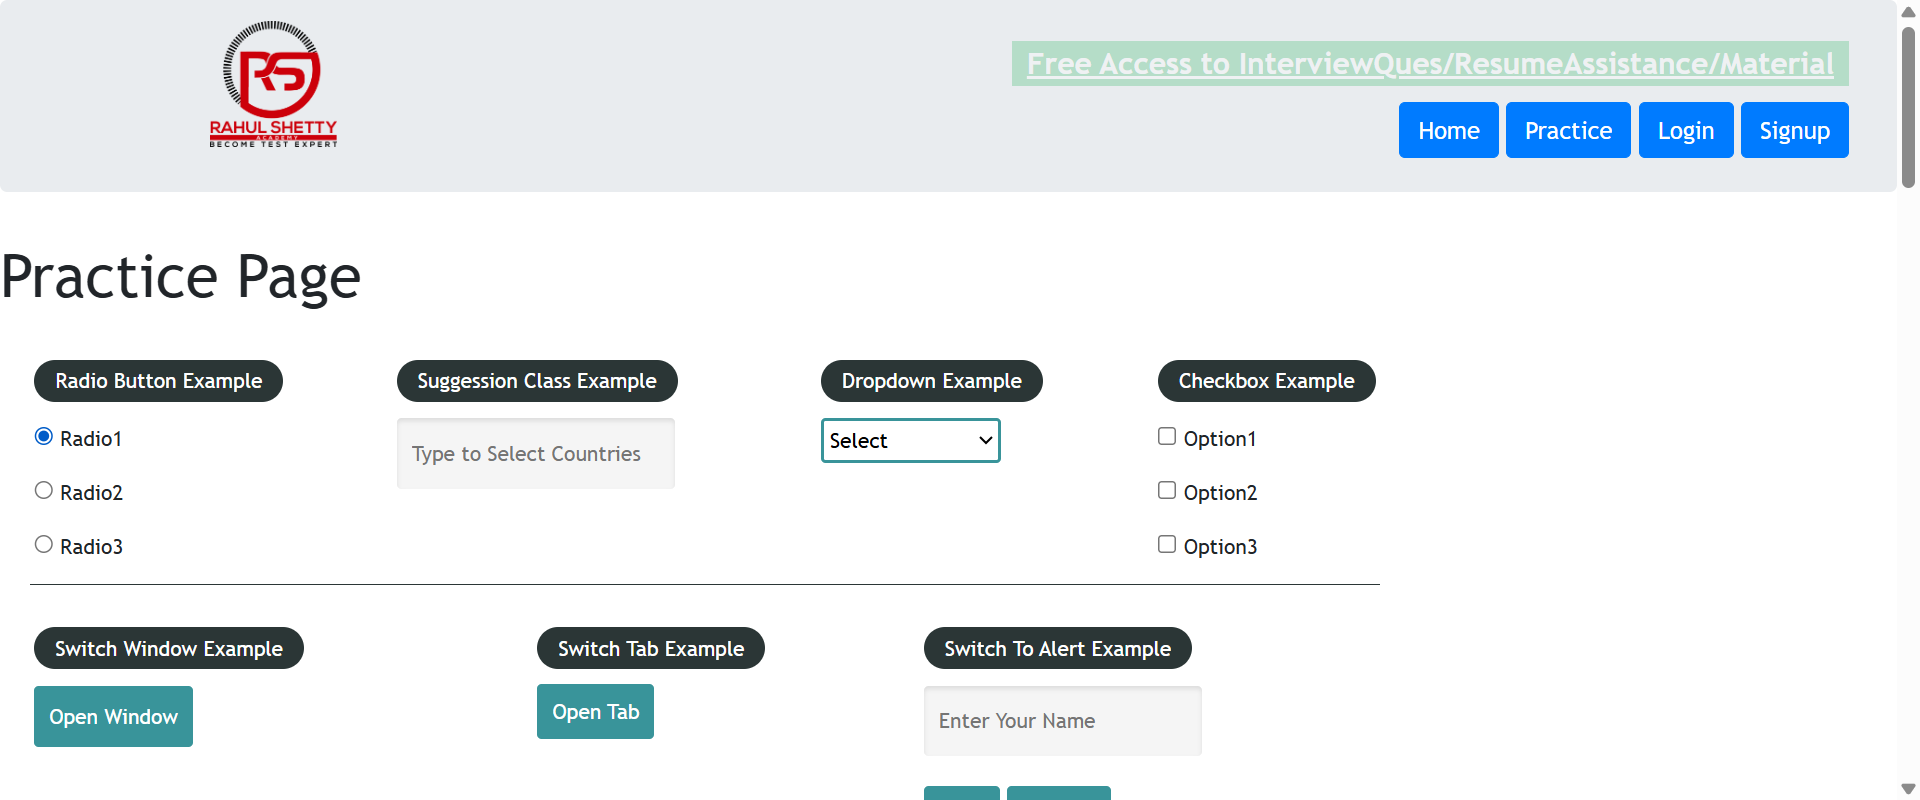 RAHUL SHETTY
ACADEMY
BECOME TEST EXPERT
Free Access to InterviewQues/ResumeAssistance/Material
Home Practice Login Signup
Practice Page
Radio Button Example
Radio1
Radio2
Radio3
Suggession Class Example
Type to Select Countries
Dropdown Example
Select
Checkbox Example
Option1
Option2
Option3
Switch Window Example
Open Window
Switch Tab Example
Open Tab
Switch To Alert Example
Enter Your Name